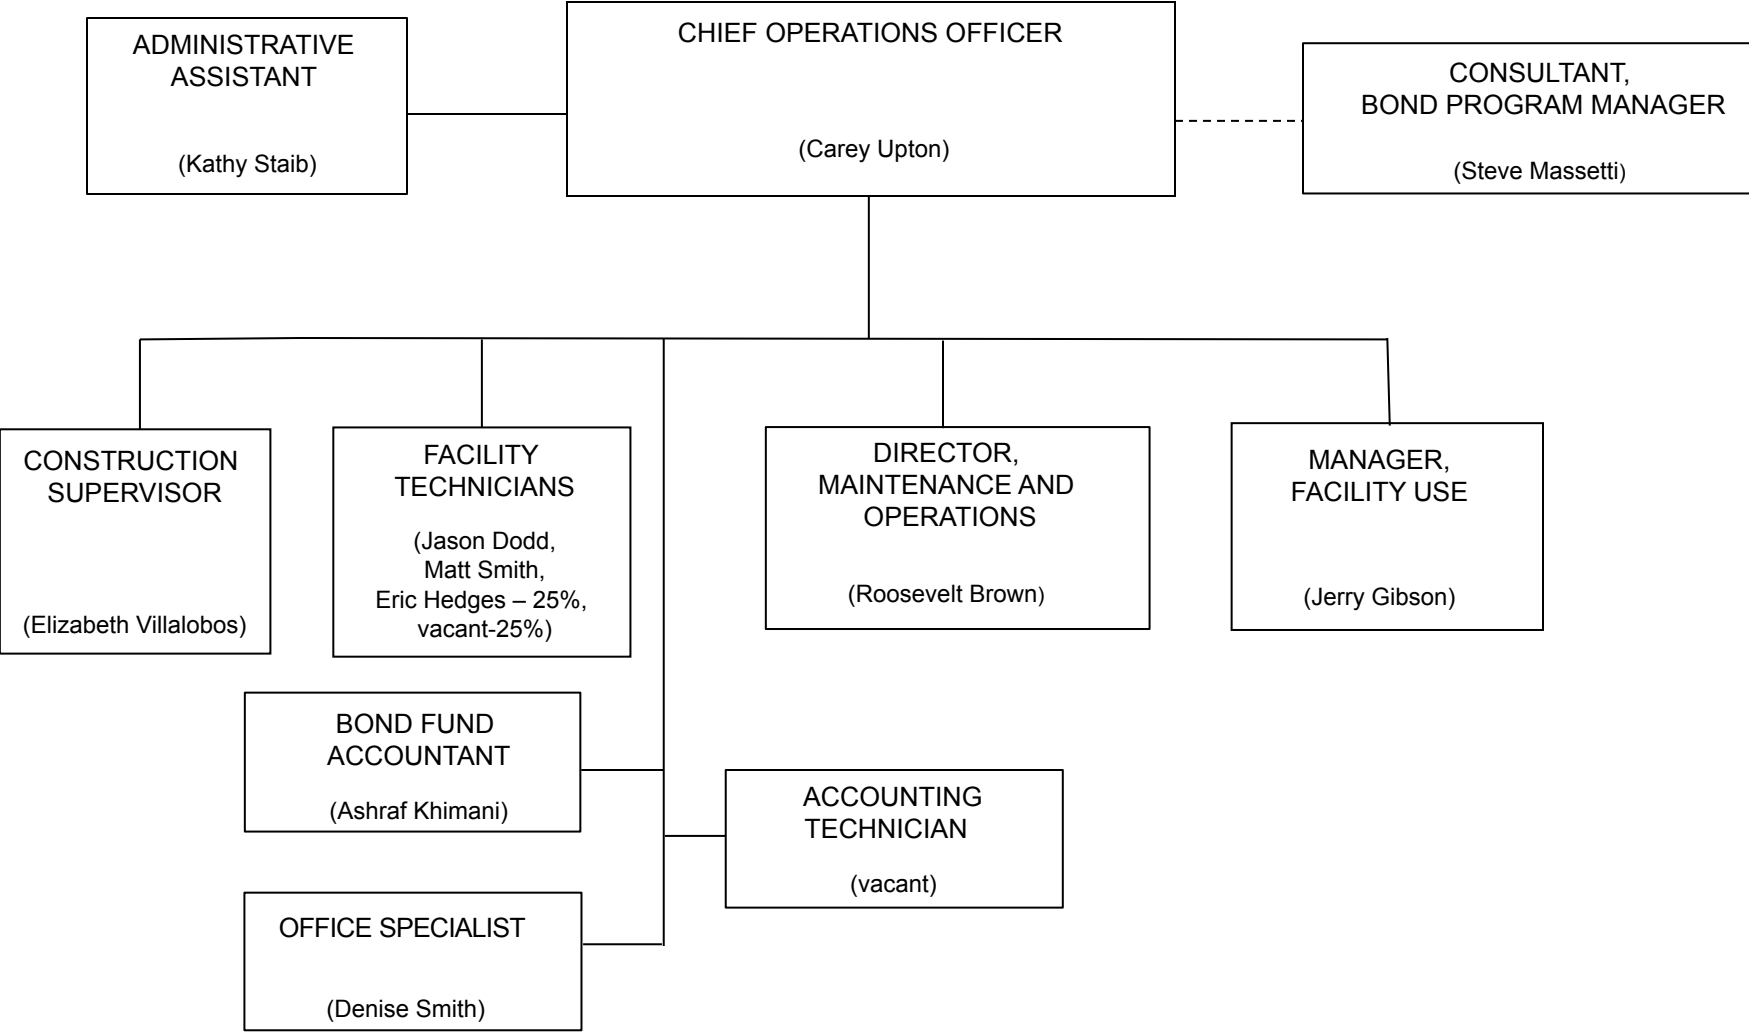 ADMINISTRATIVE
ASSISTANT
(Kathy Staib)
CHIEF OPERATIONS OFFICER
(Carey Upton)
CONSULTANT,
BOND PROGRAM MANAGER
(Steve Massetti)
CONSTRUCTION
SUPERVISOR
(Elizabeth Villalobos)
FACILITY
TECHNICIANS
(Jason Dodd,
Matt Smith,
Eric Hedges – 25%,
vacant-25%)
DIRECTOR,
MAINTENANCE AND
OPERATIONS
(Roosevelt Brown)
MANAGER,
FACILITY USE
(Jerry Gibson)
BOND FUND
ACCOUNTANT
(Ashraf Khimani)
ACCOUNTING
TECHNICIAN
(vacant)
OFFICE SPECIALIST
(Denise Smith)